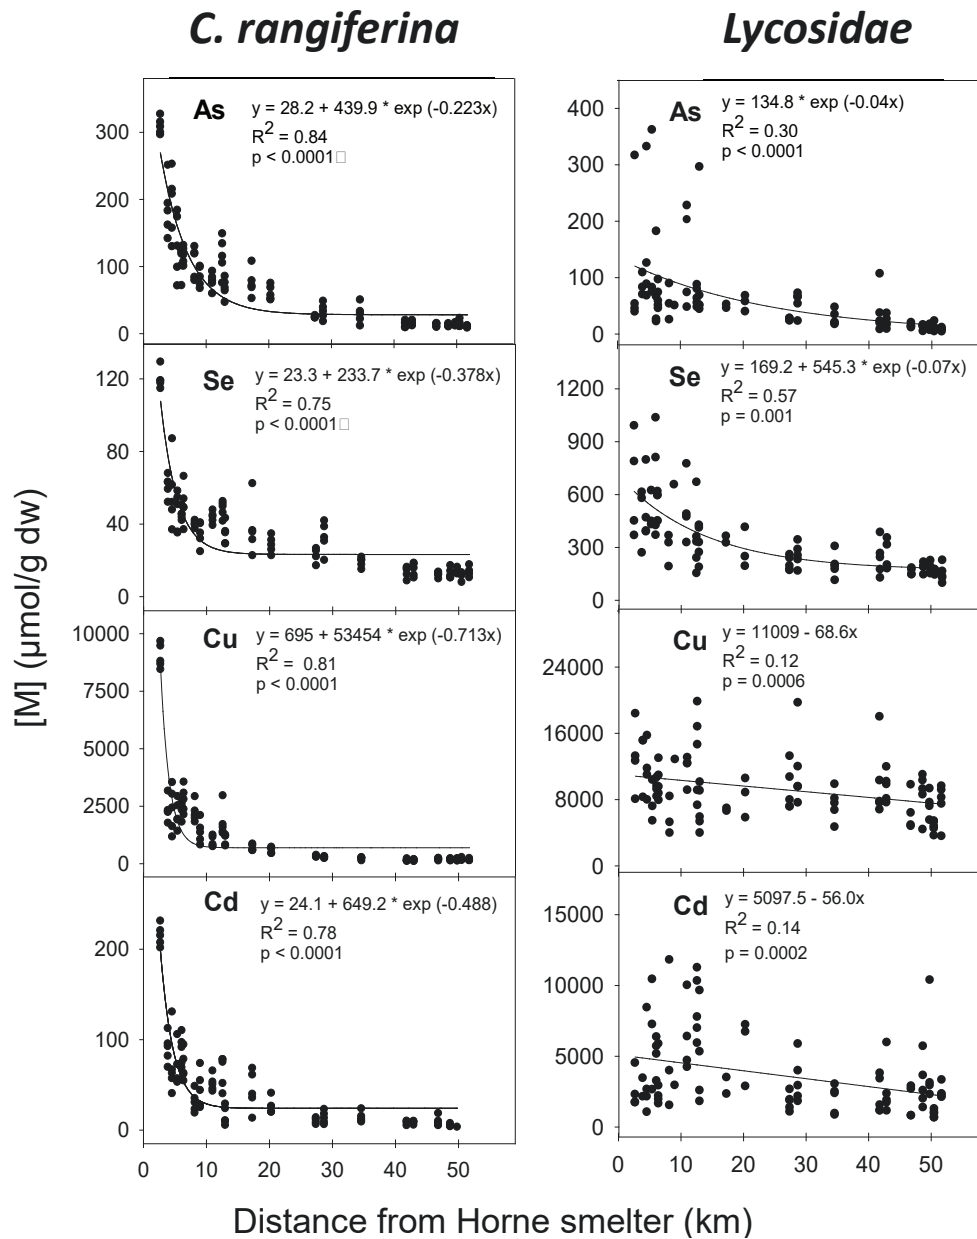 C. rangiferina
Lycosidae
As
y = 28.2 + 439.9 * exp (-0.223x)
R2 = 0.84
p < 0.0001□
300
200
100
0
As
y = 134.8 * exp (-0.04x)
R2 = 0.30
p < 0.0001
400
300
200
100
0
Se
y = 23.3 + 233.7 * exp (-0.378x)
R2 = 0.75
p < 0.0001□
120
80
40
0
Se
y = 169.2 + 545.3 * exp (-0.07x)
R2 = 0.57
p = 0.001
1200
900
600
300
0
[M] (µmol/g dw)
Cu
y = 695 + 53454 * exp (-0.713x)
R2 = 0.81
p < 0.0001
10000
7500
5000
2500
0
Cu
y = 11009 - 68.6x
R2 = 0.12
p = 0.0006
24000
16000
8000
0
Cd
y = 24.1 + 649.2 * exp (-0.488)
R2 = 0.78
p < 0.0001
200
100
0
Cd
y = 5097.5 - 56.0x
R2 = 0.14
p = 0.0002
15000
10000
5000
0
0 10 20 30 40 50
0 10 20 30 40 50
Distance from Horne smelter (km)